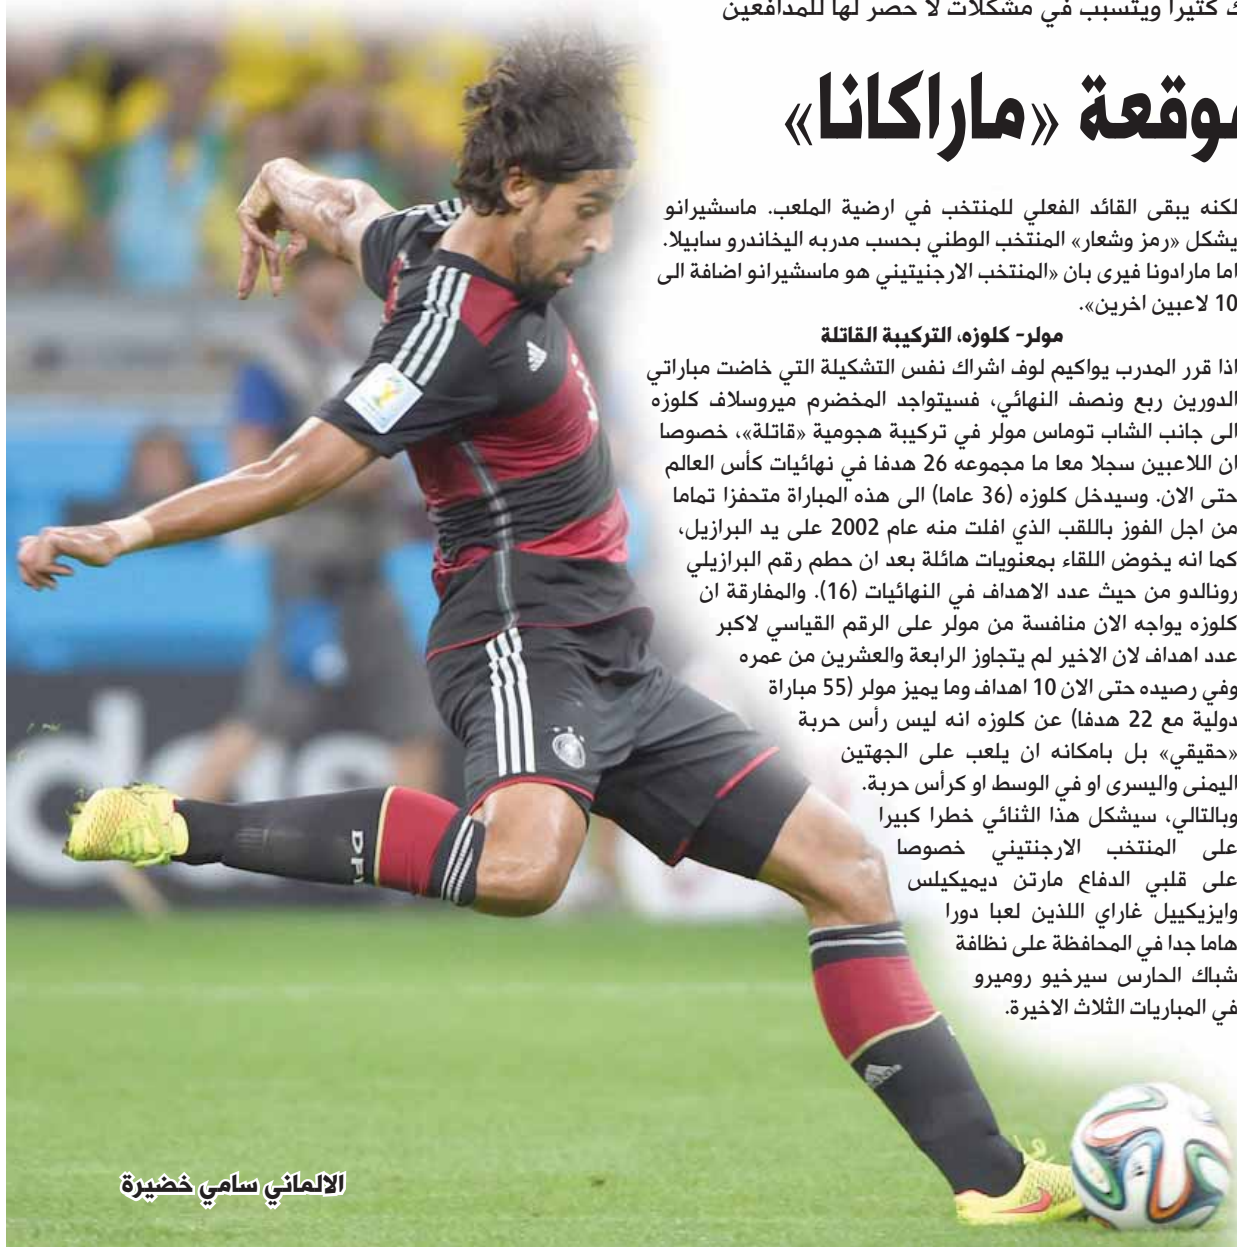 كثيرا ويتسبب في مشكلات لا حصر لها للمدافعين
موقعة «ماراكانا»
لكنه يبقى القائد الفعلي للمنتخب في ارضية الملعب. ماسشيرانو
يشكل «رمز وشعار» المنتخب الوطني بحسب مدربه اليخاندرو سابيلا.
اما مارادونا فيرى بان «المنتخب الارجنيتيني هو ماسشيرانو اضافة الى
10 لاعبين اخرين».
مولر- كلوزه، التركيبة القاتلة
اذا قرر المدرب يواكيم لوف اشراك نفس التشكيلة التي خاضت مباراتي
الدورين ربع ونصف النهائي، فسيتواجد المخضرم ميروسلاف كلوزه
الى جانب الشاب توماس مولر في تركيبة هجومية «قاتلة»، خصوصا
ان اللاعبين سجلا معا ما مجموعه 26 هدفا في نهائيات كأس العالم
حتى الان. وسيدخل كلوزه (36 عاما) الى هذه المباراة متحفزا تماما
من اجل الفوز باللقب الذي افلت منه عام 2002 على يد البرازيل،
كما انه يخوض اللقاء بمعنويات هائلة بعد ان حطم رقم البرازيلي
رونالدو من حيث عدد الاهداف في النهائيات (16). والمفارقة ان
كلوزه يواجه الان منافسة من مولر على الرقم القياسي لاكبر
عدد اهداف لان الاخير لم يتجاوز الرابعة والعشرين من عمره
وفي رصيده حتى الان 10 اهداف وما يميز مولر (55 مباراة
دولية مع 22 هدفا) عن كلوزه انه ليس رأس حربة
«حقيقي» بل بامكانه ان يلعب على الجهتين
اليمنى واليسرى او في الوسط او كرأس حربة.
وبالتالي، سيشكل هذا الثنائي خطرا كبيرا
على المنتخب الارجنتيني خصوصا
على قلبي الدفاع مارتن ديميكيلس
وايزيكييل غاراي اللذين لعبا دورا
هاما جدا في المحافظة على نظافة
شباك الحارس سيرخيو روميرو
في المباريات الثلاث الاخيرة.
الالماني سامي خضيرة